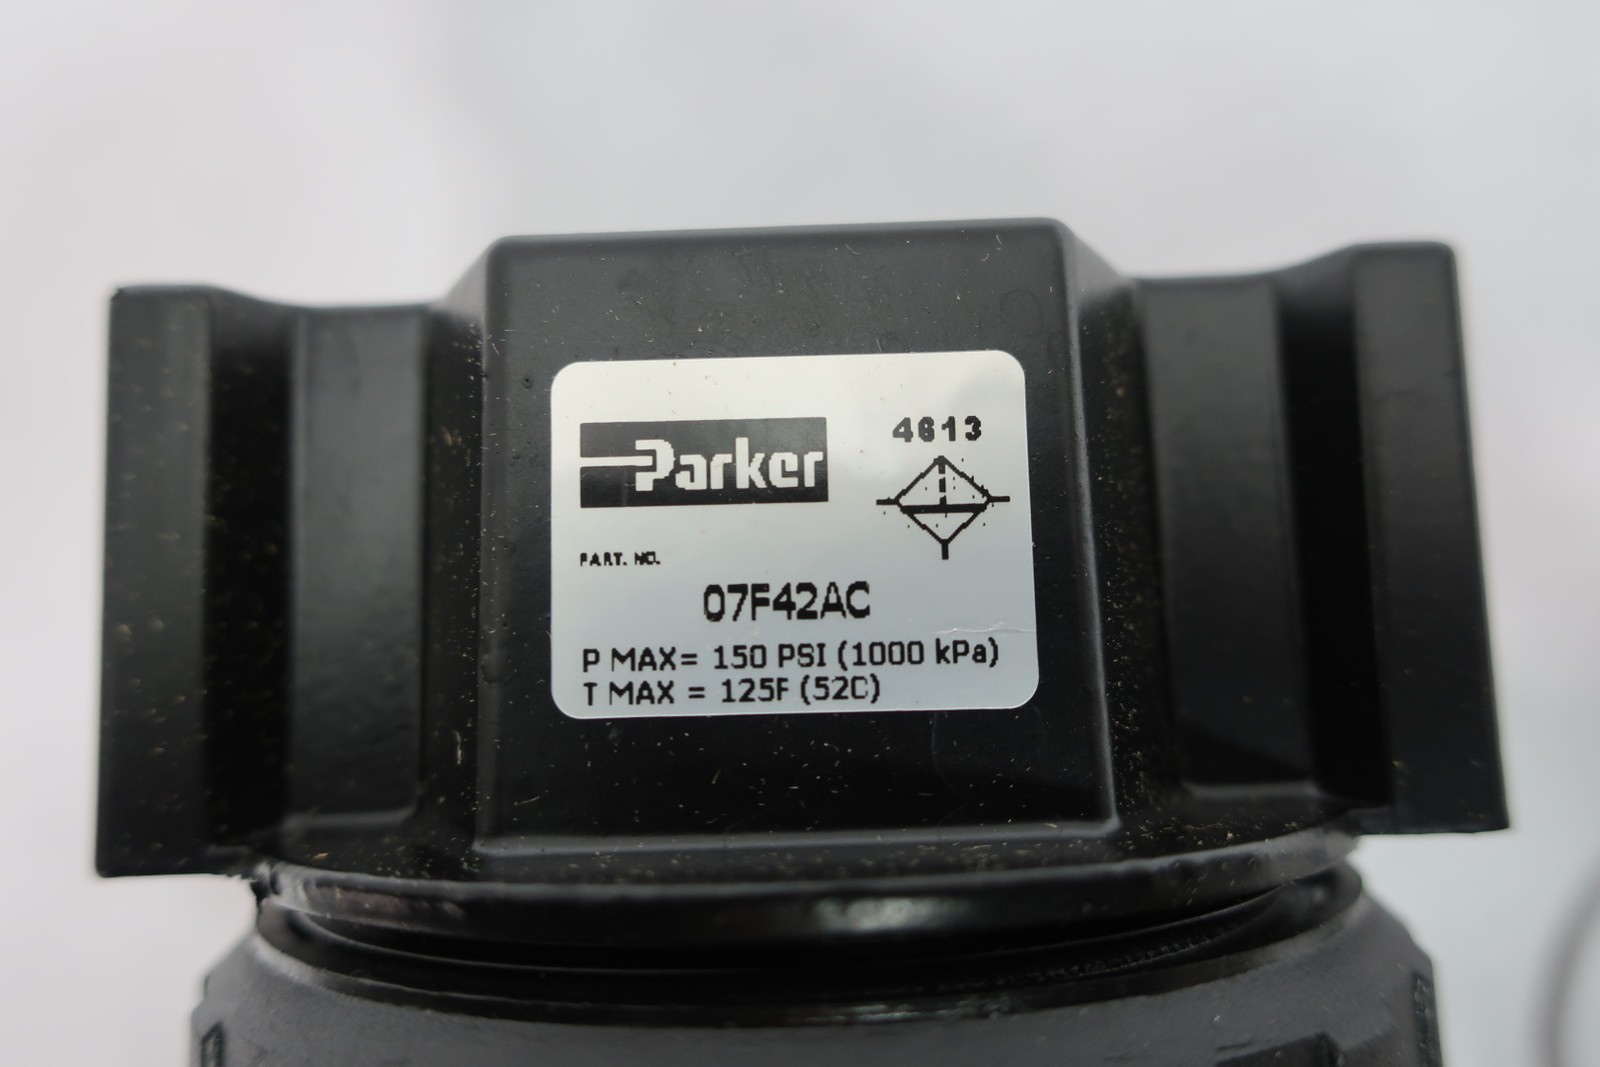 Parker
4613
PART. NO.
07F42AC
P MAX= 150 PSI (1000 kPa)
T MAX = 125F (52C)